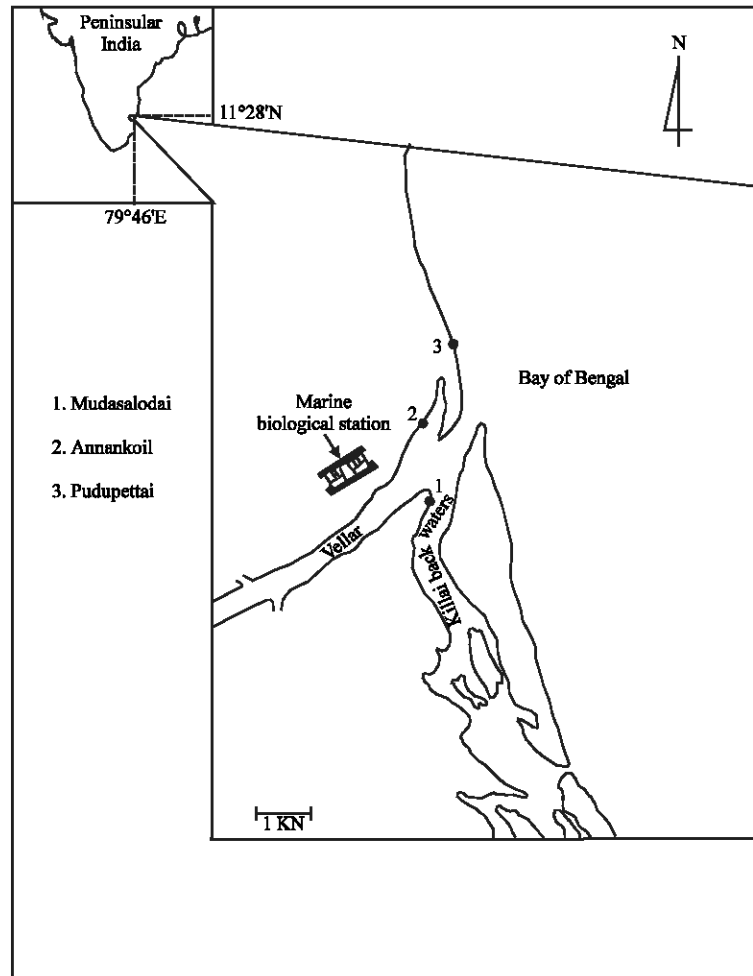 Peninsular
India
N
11°28'N
79°46'E
3
Bay of Bengal
1. Mudasalodai
2. Annankoil
3. Pudupettai
Marine
biological station
2
1
Vellar
Killai back waters
1 KN